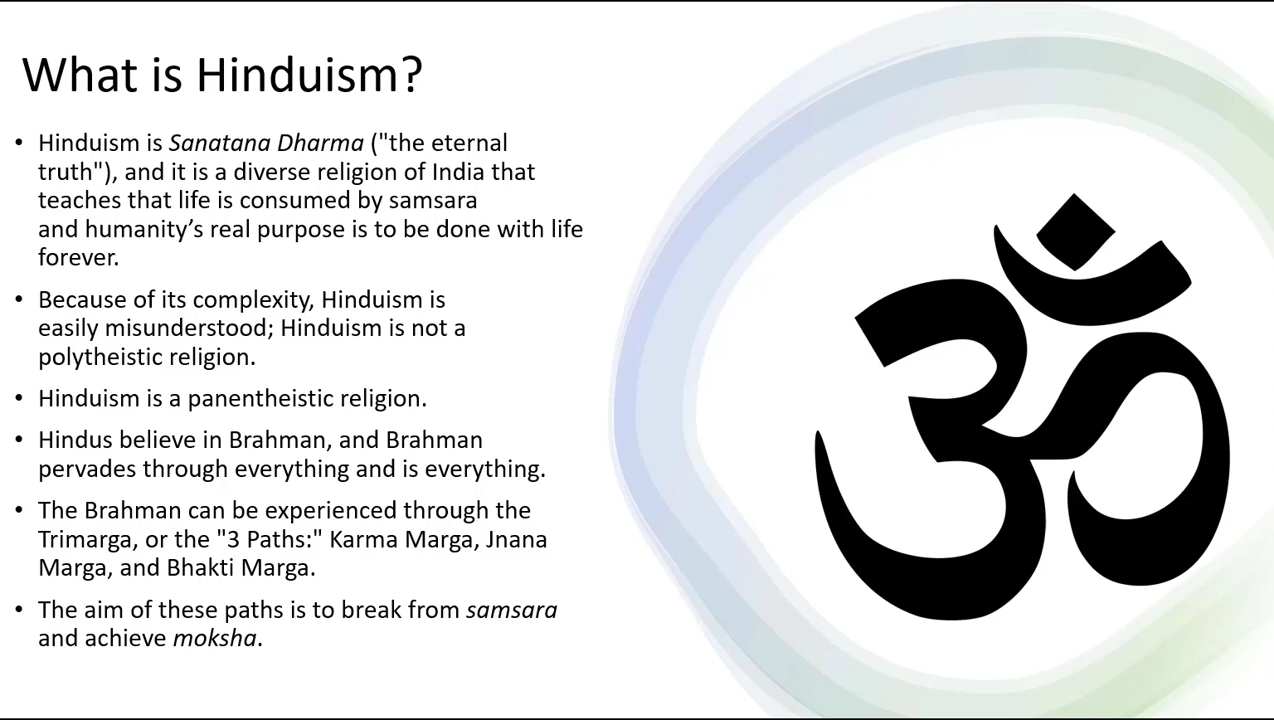 What is Hinduism?
• Hinduism is Sanatana Dharma ("the eternal
truth"), and it is a diverse religion of India that
teaches that life is consumed by samsara
and humanity’s real purpose is to be done with life
forever.
• Because of its complexity, Hinduism is
easily misunderstood; Hinduism is not a
polytheistic religion.
• Hinduism is a panentheistic religion.
• Hindus believe in Brahman, and Brahman
pervades through everything and is everything.
• The Brahman can be experienced through the
Trimarga, or the "3 Paths:" Karma Marga, Jnana
Marga, and Bhakti Marga.
• The aim of these paths is to break from samsara
and achieve moksha.
ॐ